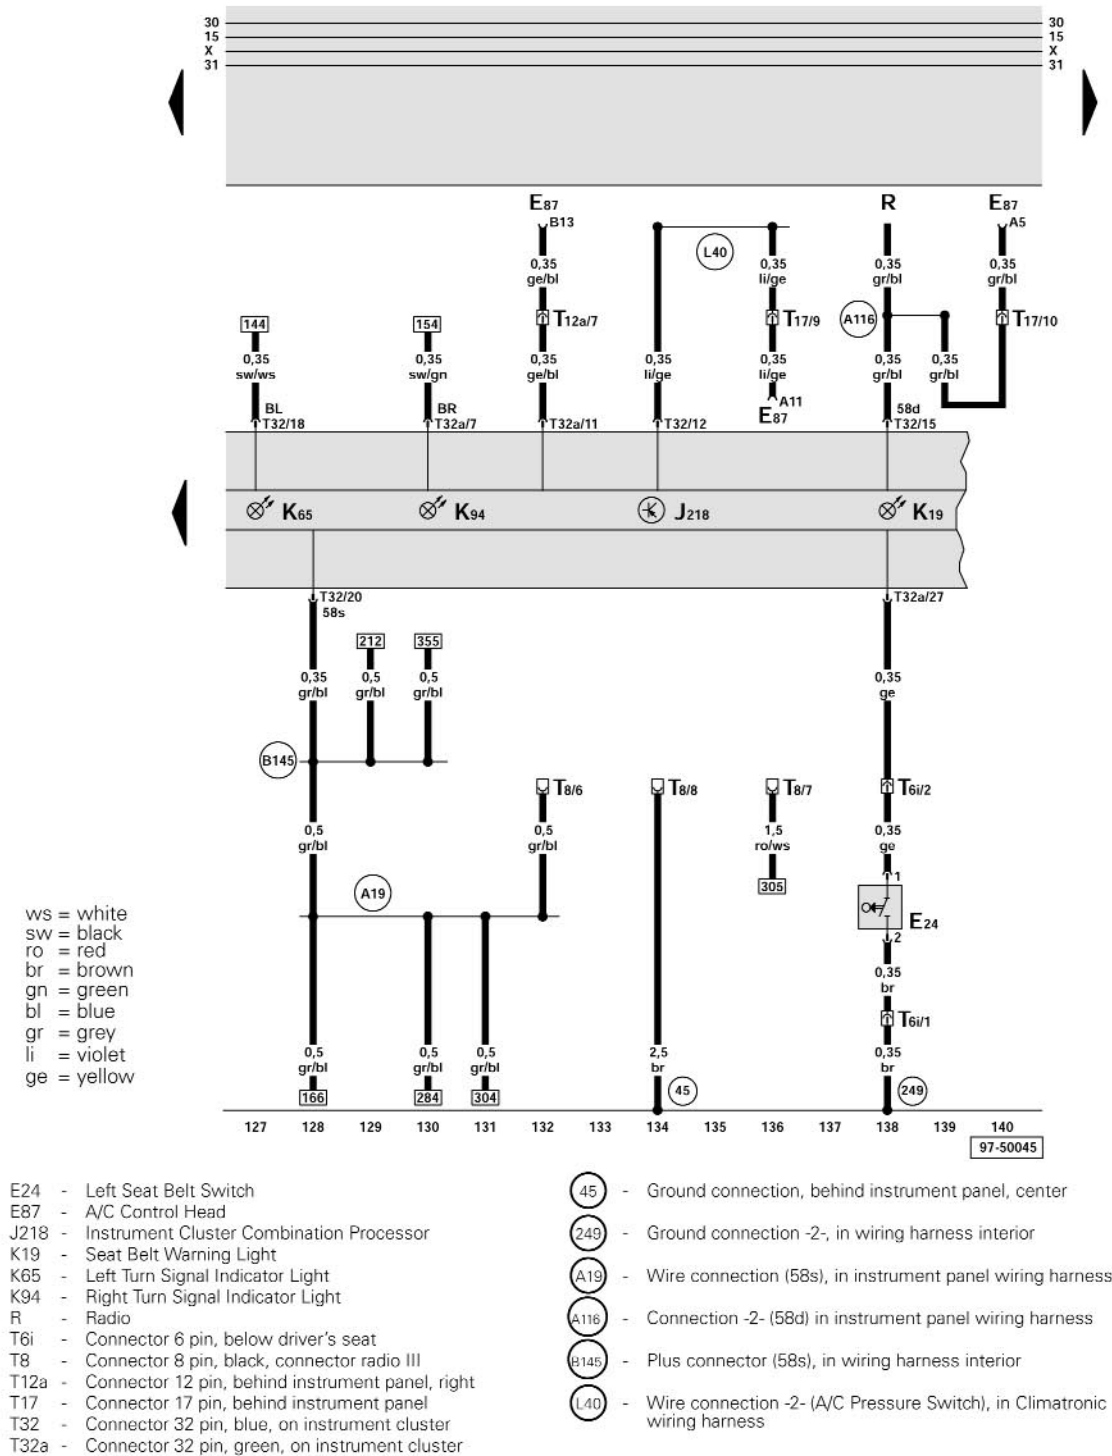 30 30
15 15
X X
31 31
E87 R E87
B13 A5
L40
0,35 0,35 0,35 0,35
ge/bl li/ge gr/bl gr/bl
144 154 T12a/7 T17/9 A116 T17/10
0,35 0,35 0,35 0,35 0,35 0,35 0,35
sw/ws sw/gn ge/bl li/ge li/ge gr/bl gr/bl
A11
BL BR E87 58d
T32/18 T32a/7 T32a/11 T32/12 T32/15
K65 K94 J218 K19
T32/20 T32a/27
58s
212 355
0,35 0,5 0,5 0,35
gr/bl gr/bl gr/bl ge
B145
T8/6 T8/8 T8/7 T6i/2
0,5 0,5 1,5 0,35
gr/bl gr/bl ro/ws ge
305 1
A19
E24
2
0,35
br
T6i/1
ws = white
sw = black
ro = red
br = brown
gn = green
bl = blue
gr = grey
li = violet
ge = yellow
0,5 0,5 0,5 2,5 0,35
gr/bl gr/bl gr/bl br br
166 284 304 45 249
127 128 129 130 131 132 133 134 135 136 137 138 139 140
97-50045
E24 - Left Seat Belt Switch
E87 - A/C Control Head
J218 - Instrument Cluster Combination Processor
K19 - Seat Belt Warning Light
K65 - Left Turn Signal Indicator Light
K94 - Right Turn Signal Indicator Light
R - Radio
T6i - Connector 6 pin, below driver's seat
T8 - Connector 8 pin, black, connector radio III
T12a - Connector 12 pin, behind instrument panel, right
T17 - Connector 17 pin, behind instrument panel
T32 - Connector 32 pin, blue, on instrument cluster
T32a - Connector 32 pin, green, on instrument cluster
45 - Ground connection, behind instrument panel, center
249 - Ground connection -2-, in wiring harness interior
A19 - Wire connection (58s), in instrument panel wiring harness
A116 - Connection -2- (58d) in instrument panel wiring harness
B145 - Plus connector (58s), in wiring harness interior
L40 - Wire connection -2- (A/C Pressure Switch), in Climatronic
wiring harness